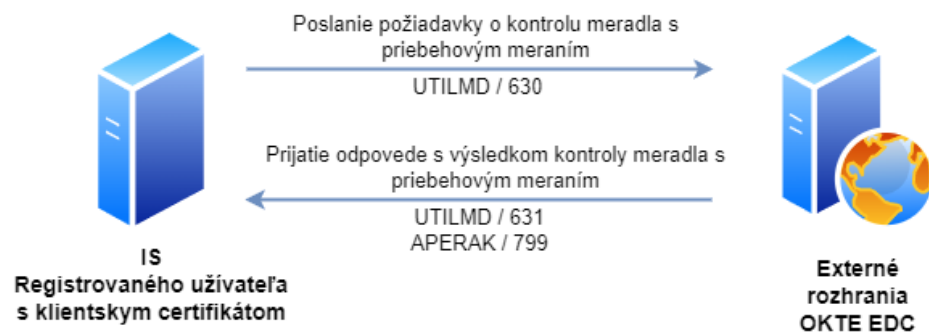 Poslanie požiadavky o kontrolu meradla s
priebehovým meraním
UTILMD / 630
Prijatie odpovede s výsledkom kontroly meradla s
priebehovým meraním
UTILMD / 631
APERAK / 799
IS
Registrovaného užívateľa
s klientskym certifikátom
Externé
rozhrania
OKTE EDC